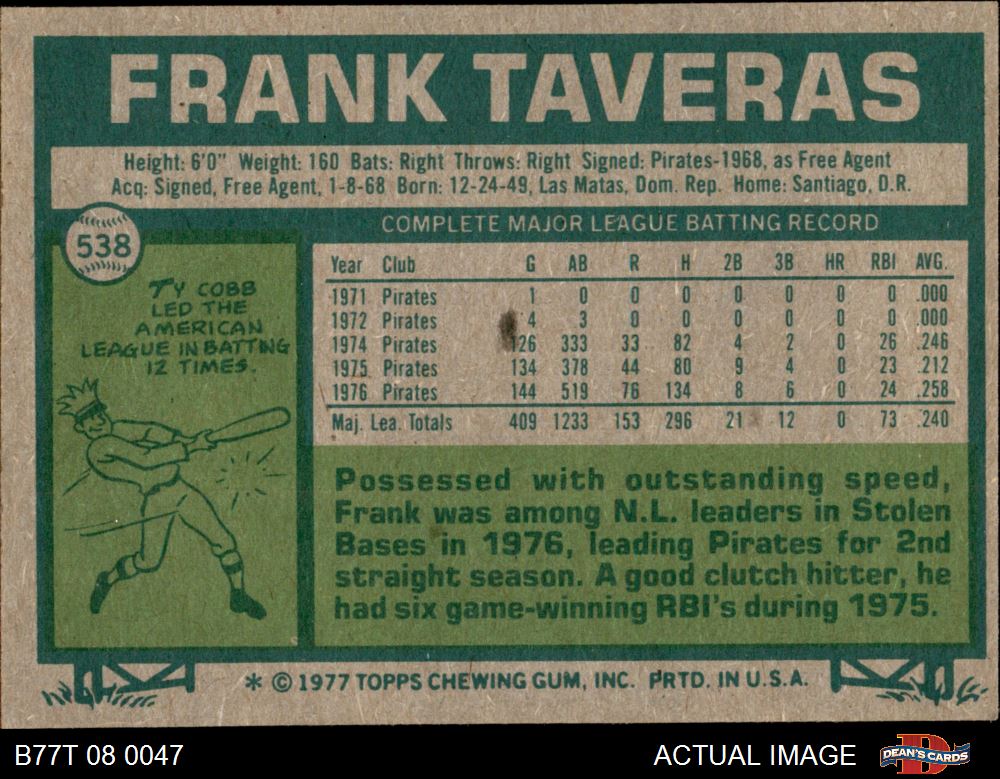 FRANK TAVERAS
Height: 6'0" Weight: 160 Bats: Right Throws: Right Signed: Pirates-1968, as Free Agent
Acq: Signed, Free Agent, 1-8-68 Born: 12-24-49, Las Matas, Dom. Rep. Home: Santiago, D.R.
538
TY COBB
LED THE
AMERICAN
LEAGUE IN BATTING
12 TIMES.
COMPLETE MAJOR LEAGUE BATTING RECORD
Year Club G AB R H 2B 3B HR RBI AVG.
1971 Pirates 1 0 0 0 0 0 0 0 .000
1972 Pirates 4 3 0 0 0 0 0 0 .000
1974 Pirates 126 333 33 82 4 2 0 26 .246
1975 Pirates 134 378 44 80 9 4 0 23 .212
1976 Pirates 144 519 76 134 8 6 0 24 .258
Maj. Lea. Totals 409 1233 153 296 21 12 0 73 .240
Possessed with outstanding speed,
Frank was among N.L. leaders in Stolen
Bases in 1976, leading Pirates for 2nd
straight season. A good clutch hitter, he
had six game-winning RBI's during 1975.
* © 1977 TOPPS CHEWING GUM, INC. PRTD. IN U.S.A.
B77T 08 0047
ACTUAL IMAGE
D
DEAN'S CARDS